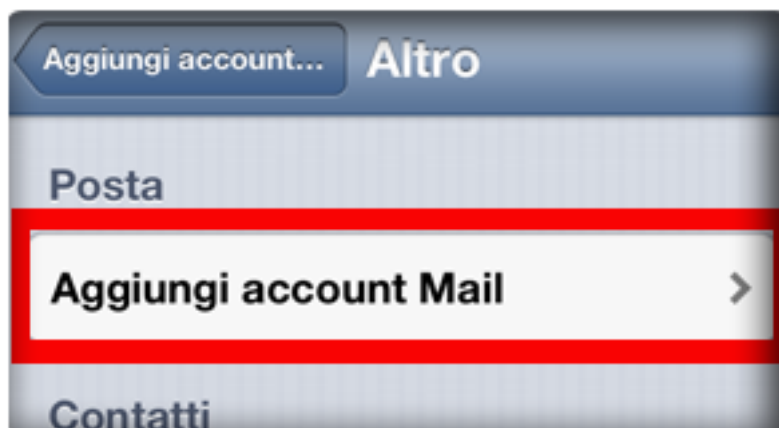 Aggiungi account... Altro
Posta
Aggiungi account Mail
Contatti